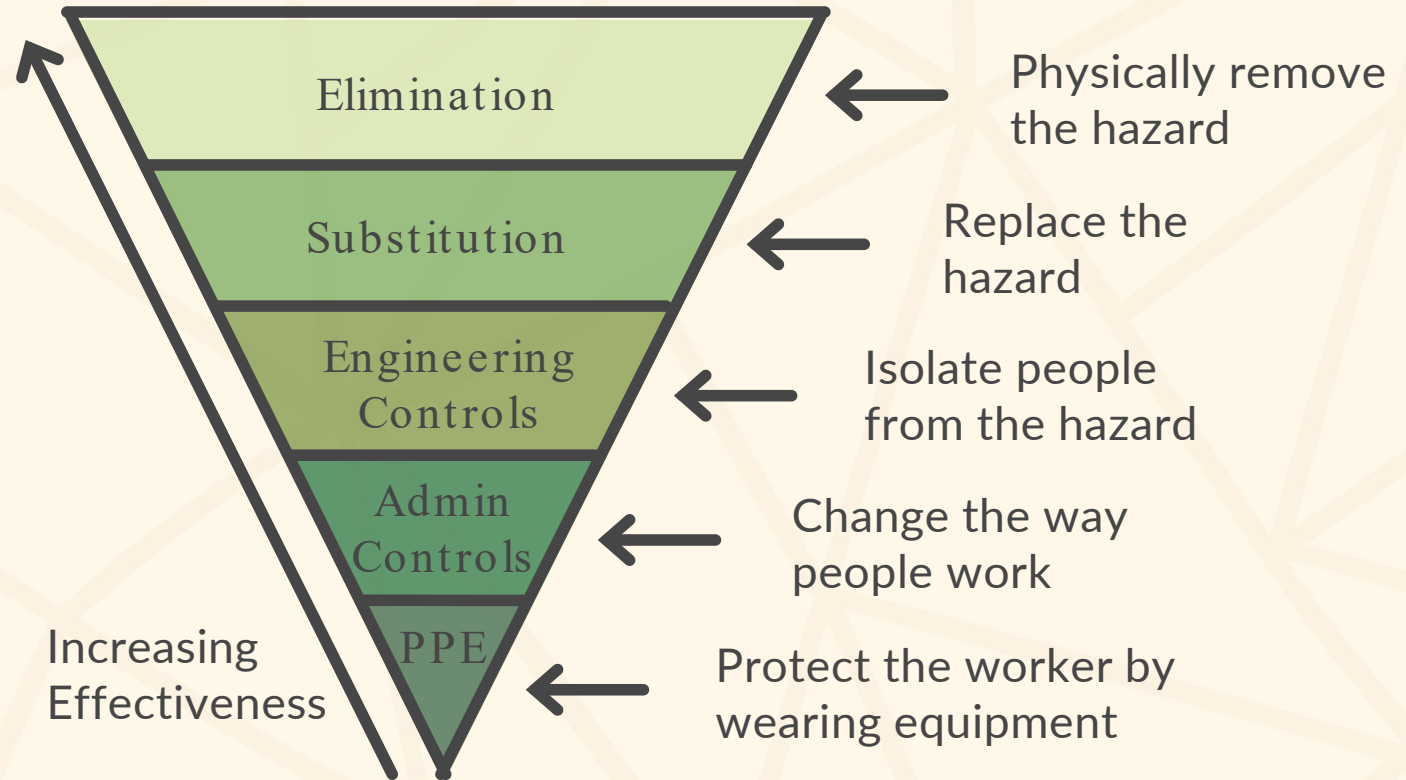 Elimination
Physically remove
the hazard
Substitution
Replace the
hazard
Engineering
Controls
Isolate people
from the hazard
Admin
Controls
Change the way
people work
PPE
Protect the worker by
wearing equipment
Increasing
Effectiveness